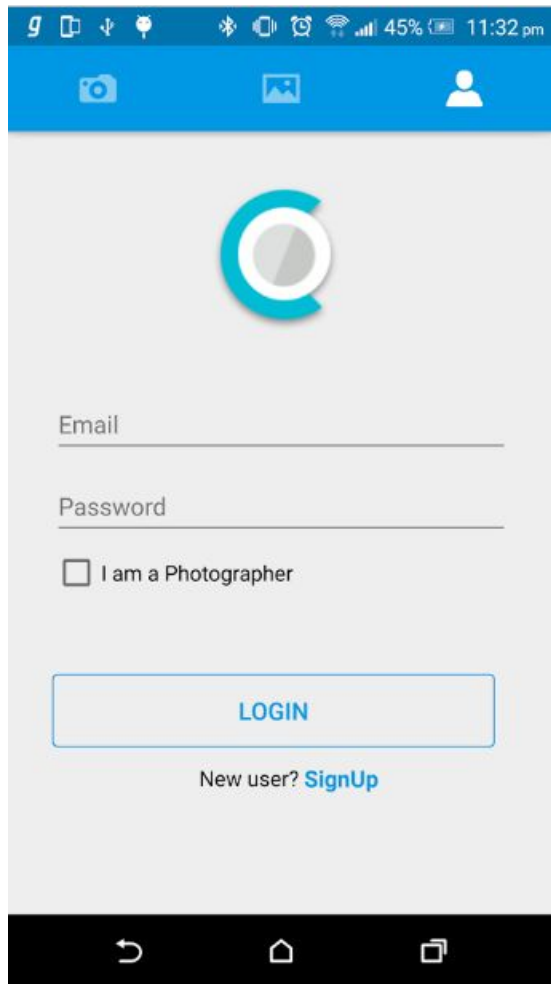 g 45% 11:32 pm
Email
Password
I am a Photographer
LOGIN
New user? SignUp